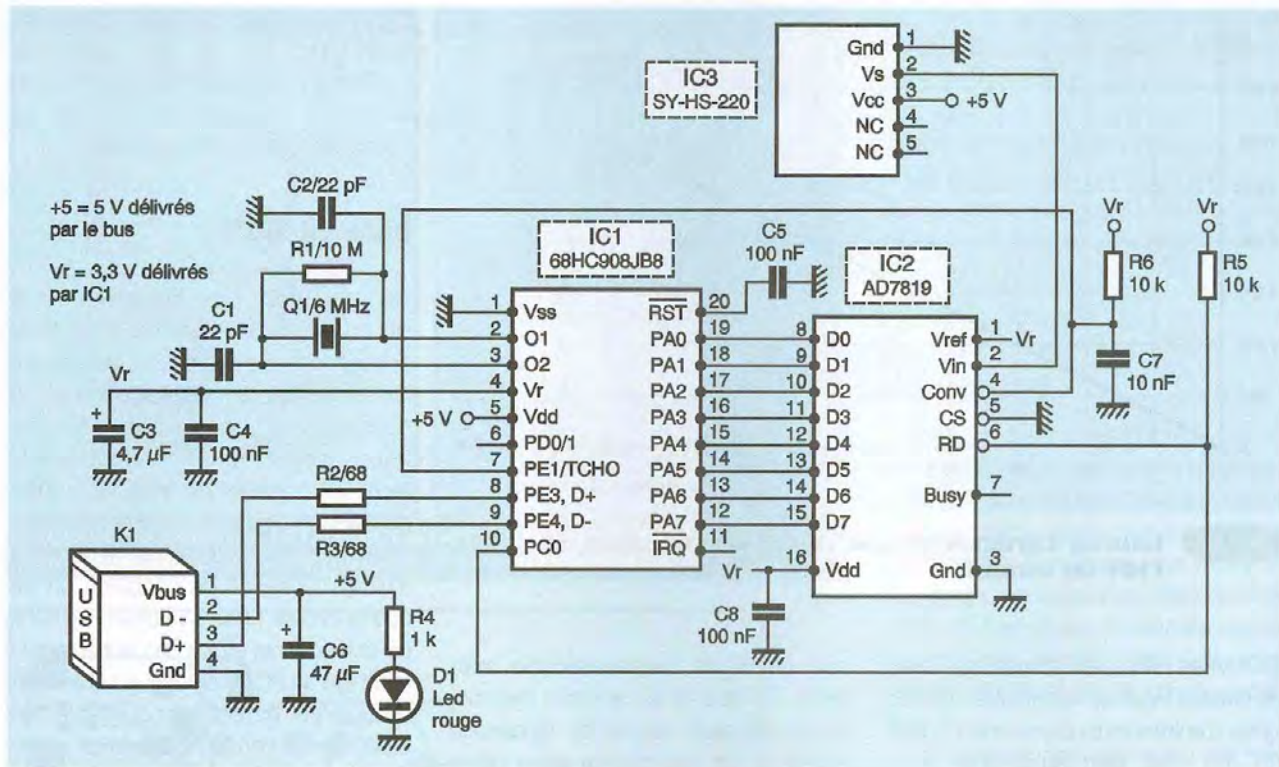 IC3
SY-HS-220
Gnd 1
Vs 2
Vcc 3
+5 V
NC 4
NC 5
+5 = 5 V délivrés
par le bus
Vr = 3,3 V délivrés
par IC1
C2/22 pF
R1/10 M
Q1/6 MHz
C1
22 pF
Vr
C3
4,7 µF
C4
100 nF
+5 V
IC1
68HC908JB8
1 Vss
2 O1
3 O2
4 Vr
5 Vdd
6 PD0/1
7 PE1/TCHO
8 PE3, D+
9 PE4, D-
10 PC0
RST 20
PA0 19
PA1 18
PA2 17
PA3 16
PA4 15
PA5 14
PA6 13
PA7 12
IRQ 11
C5
100 nF
IC2
AD7819
8 D0
9 D1
10 D2
11 D3
12 D4
13 D5
14 D6
15 D7
16 Vdd
Vref 1 Vr
Vin 2
Conv 4
CS 5
RD 6
Busy 7
Gnd 3
Vr
R6
10 k
Vr
R5
10 k
C7
10 nF
Vr
C8
100 nF
R2/68
R3/68
K1
USB
Vbus 1
D - 2
D+ 3
Gnd 4
+5 V
+
C6
47 µF
R4
1 k
D1
Led
rouge